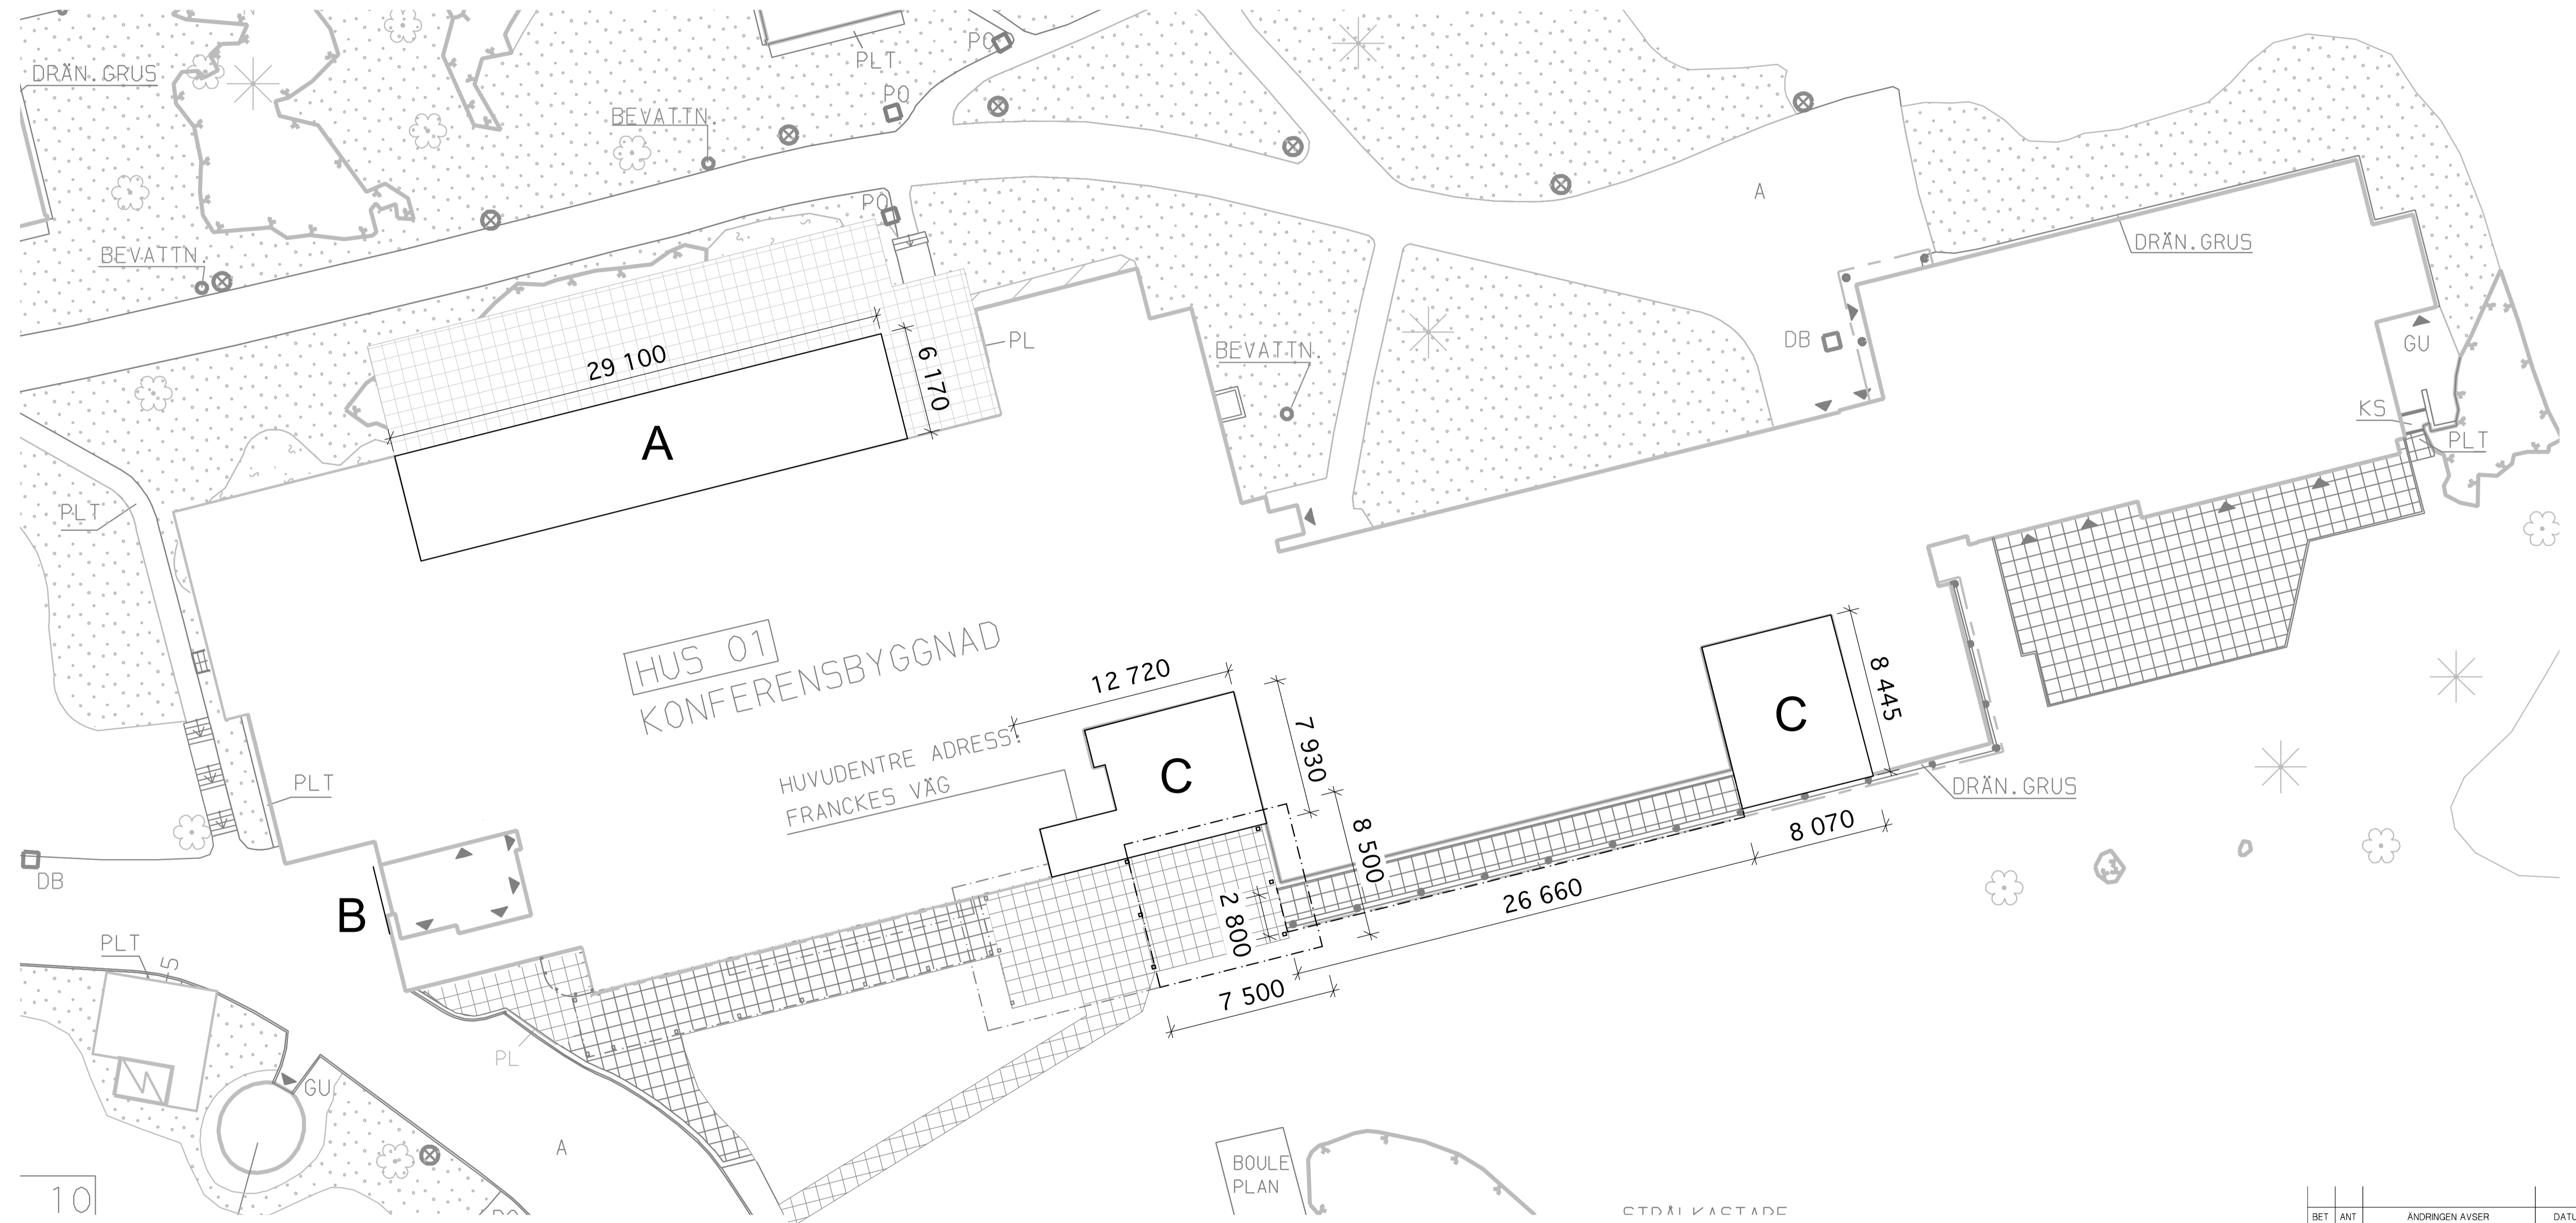 DRÄN.GRUS
PLT
PO
PO
BEVATTN.
PO
A
DRÄN.GRUS
BEVATTN.
29 100
6 170
PL
BEVATTN.
DB
GU
A
KS
PLT
PLT
HUS 01
KONFERENSBYGGNAD
12 720
8 445
C
7 930
HUVUDENTRE ADRESS:
FRANCKES VÄG
C
PLT
DRÄN.GRUS
8 500
8 070
DB
B
2 800
26 660
PLT
5
7 500
PL
GU
A
BOULE
PLAN
10
STRÅLKASTARE
BET ANT ÄNDRINGEN AVSER